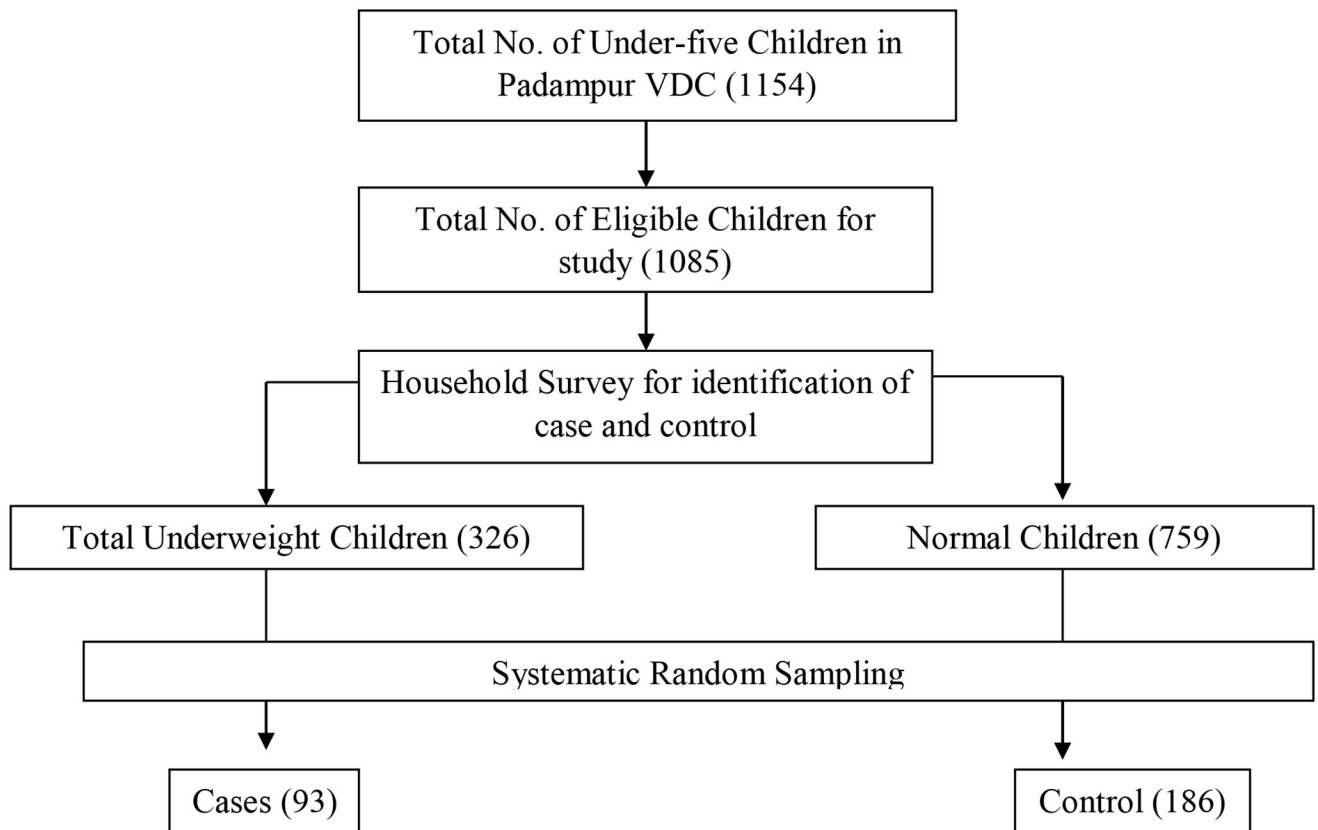 Total No. of Under-five Children in
Padampur VDC (1154)
Total No. of Eligible Children for
study (1085)
Household Survey for identification of
case and control
Total Underweight Children (326)
Normal Children (759)
Systematic Random Sampling
Cases (93)
Control (186)